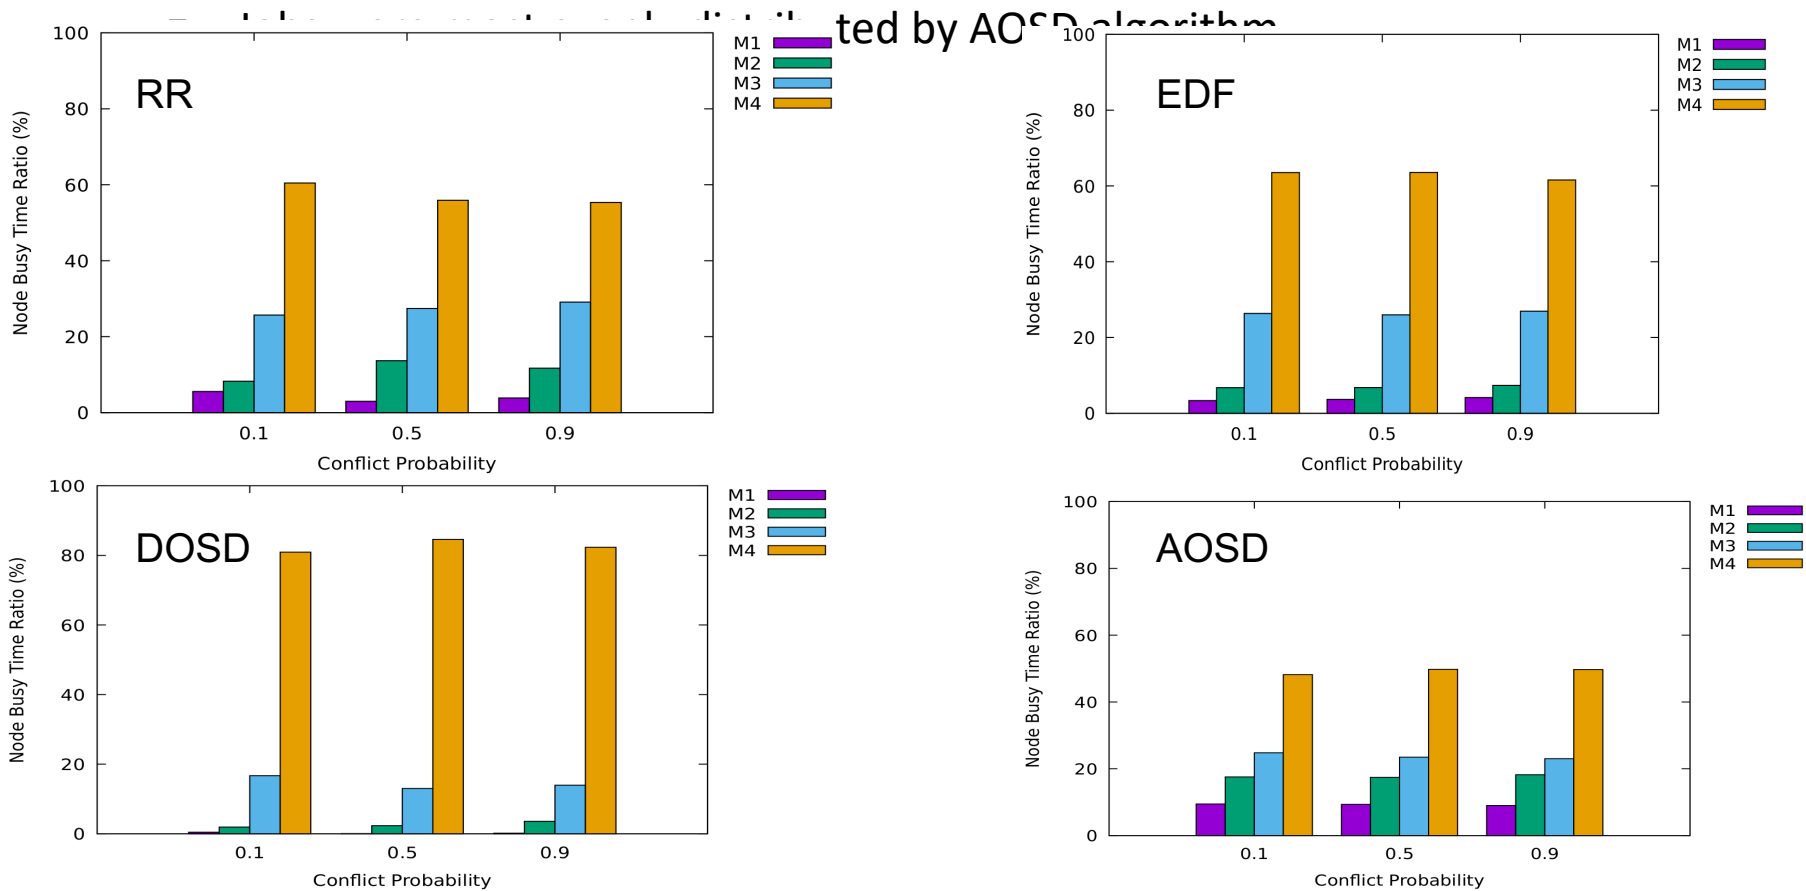 ted by AOSD algorithm
RR
Node Busy Time Ratio (%)
100
80
60
40
20
0
0.1 0.5 0.9
Conflict Probability
M1
M2
M3
M4
EDF
Node Busy Time Ratio (%)
100
80
60
40
20
0
0.1 0.5 0.9
Conflict Probability
M1
M2
M3
M4
DOSD
Node Busy Time Ratio (%)
100
80
60
40
20
0
0.1 0.5 0.9
Conflict Probability
M1
M2
M3
M4
AOSD
Node Busy Time Ratio (%)
100
80
60
40
20
0
0.1 0.5 0.9
Conflict Probability
M1
M2
M3
M4